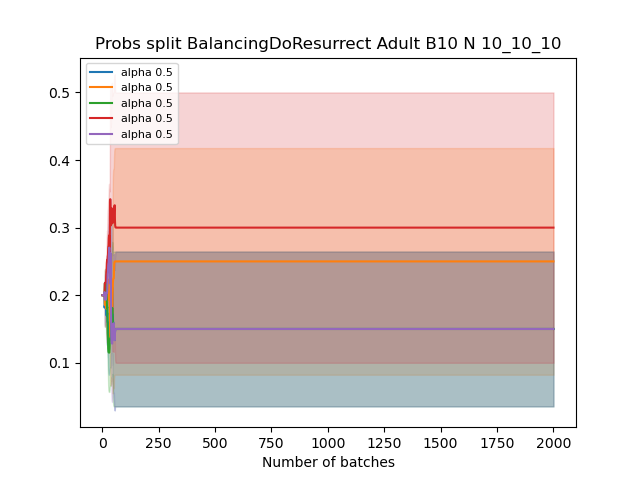 Probs split BalancingDoResurrect Adult B10 N 10_10_10
alpha 0.5
alpha 0.5
alpha 0.5
alpha 0.5
alpha 0.5
0.5
0.4
0.3
0.2
0.1
0 250 500 750 1000 1250 1500 1750 2000
Number of batches